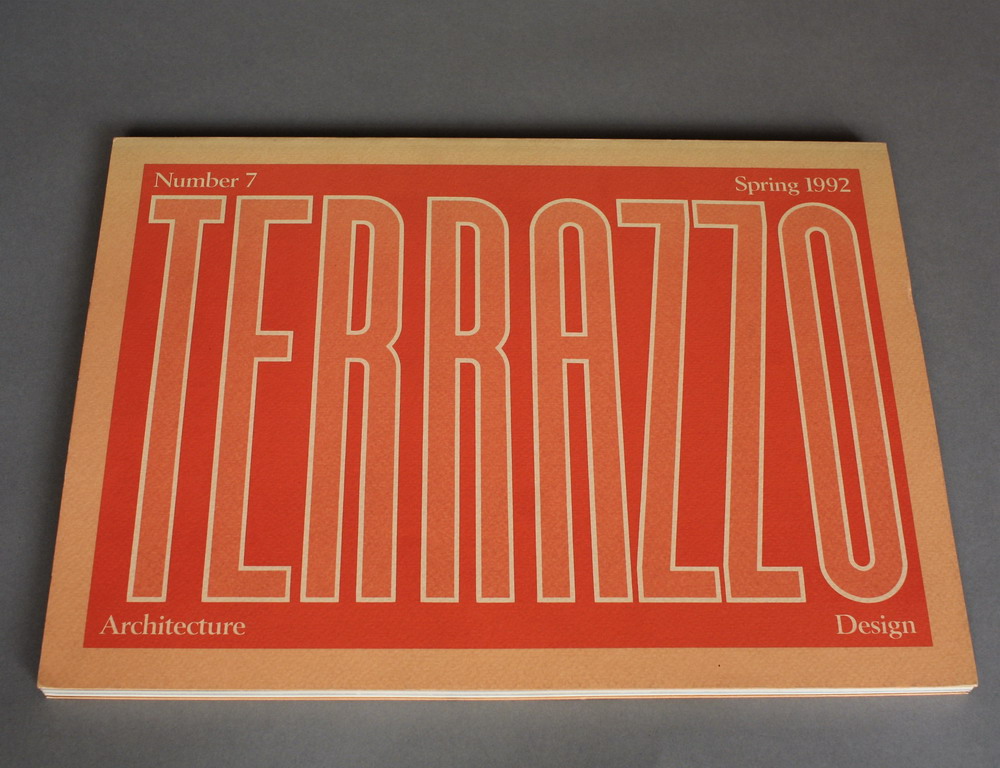 Number 7 Spring 1992
TERRAZZO
Architecture Design